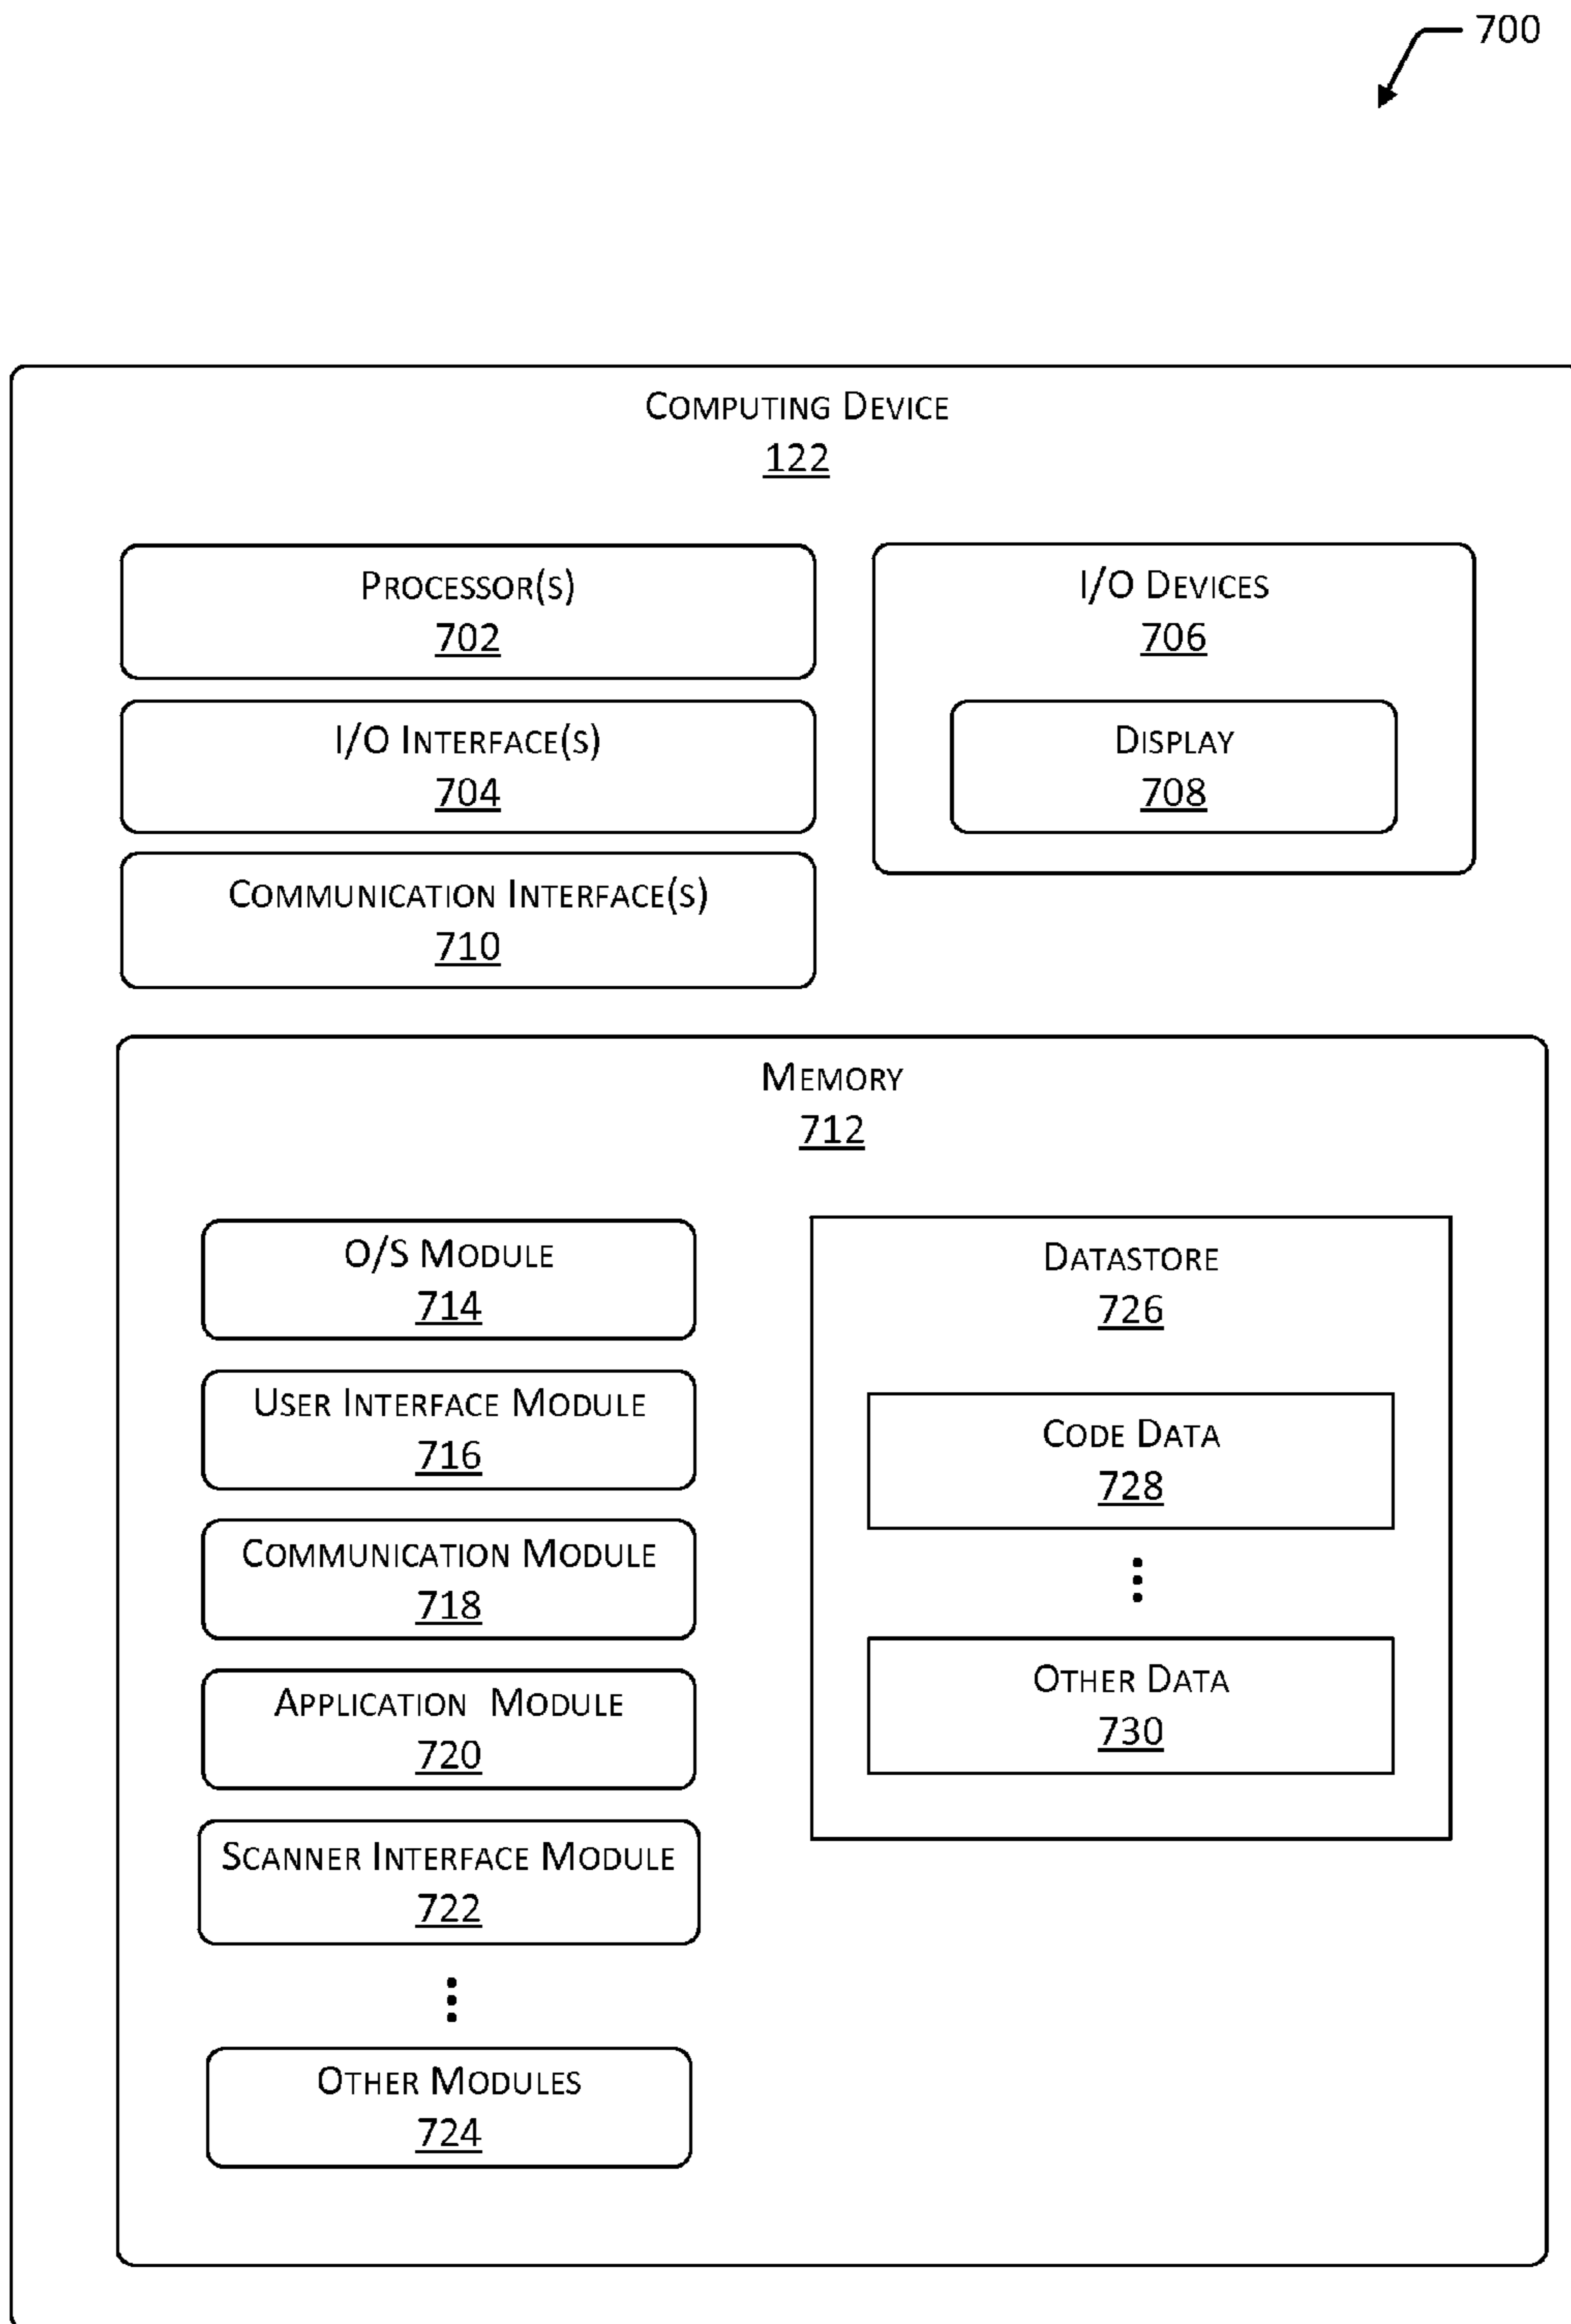 700
COMPUTING DEVICE
122
PROCESSOR(S)
702
I/O INTERFACE(S)
704
COMMUNICATION INTERFACE(S)
710
I/O DEVICES
706
DISPLAY
708
MEMORY
712
O/S MODULE
714
USER INTERFACE MODULE
716
COMMUNICATION MODULE
718
APPLICATION MODULE
720
SCANNER INTERFACE MODULE
722
OTHER MODULES
724
DATASTORE
726
CODE DATA
728
OTHER DATA
730